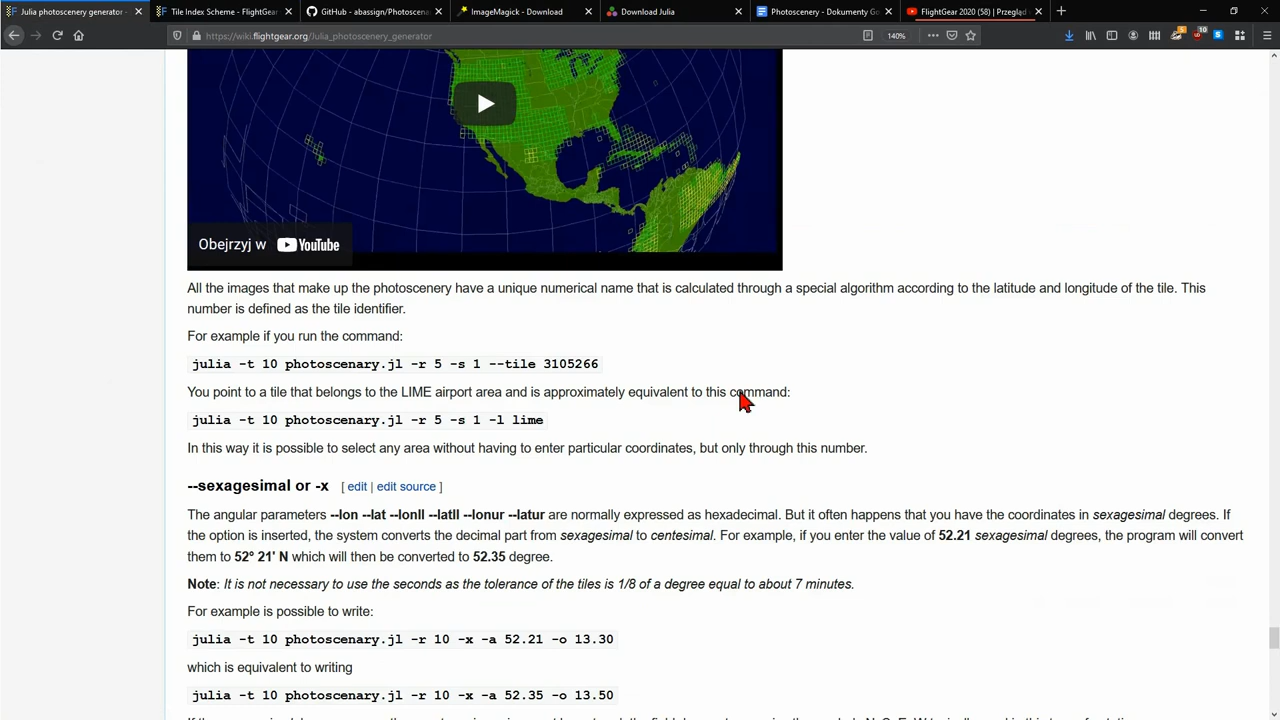 Julia photoscenery generator -
Tile Index Scheme - FlightGear
GitHub - abassign/Photoscen
ImageMagick - Download
Download Julia
Photoscenery - Dokumenty Go
FlightGear 2020 (58) | Przegląd
https://wiki.flightgear.org/Julia_photoscenery_generator
140%
10
Obejrzyj w YouTube
All the images that make up the photoscenery have a unique numerical name that is calculated through a special algorithm according to the latitude and longitude of the tile. This
number is defined as the tile identifier.
For example if you run the command:
julia -t 10 photoscenary.jl -r 5 -s 1 --tile 3105266
You point to a tile that belongs to the LIME airport area and is approximately equivalent to this command:
julia -t 10 photoscenary.jl -r 5 -s 1 -l lime
In this way it is possible to select any area without having to enter particular coordinates, but only through this number.
--sexagesimal or -x [ edit | edit source ]
The angular parameters --lon --lat --lonll --latll --lonur --latur are normally expressed as hexadecimal. But it often happens that you have the coordinates in sexagesimal degrees. If
the option is inserted, the system converts the decimal part from sexagesimal to centesimal. For example, if you enter the value of 52.21 sexagesimal degrees, the program will convert
them to 52° 21' N which will then be converted to 52.35 degree.
Note: It is not necessary to use the seconds as the tolerance of the tiles is 1/8 of a degree equal to about 7 minutes.
For example is possible to write:
julia -t 10 photoscenary.jl -r 10 -x -a 52.21 -o 13.30
which is equivalent to writing
julia -t 10 photoscenary.jl -r 10 -x -a 52.35 -o 13.50